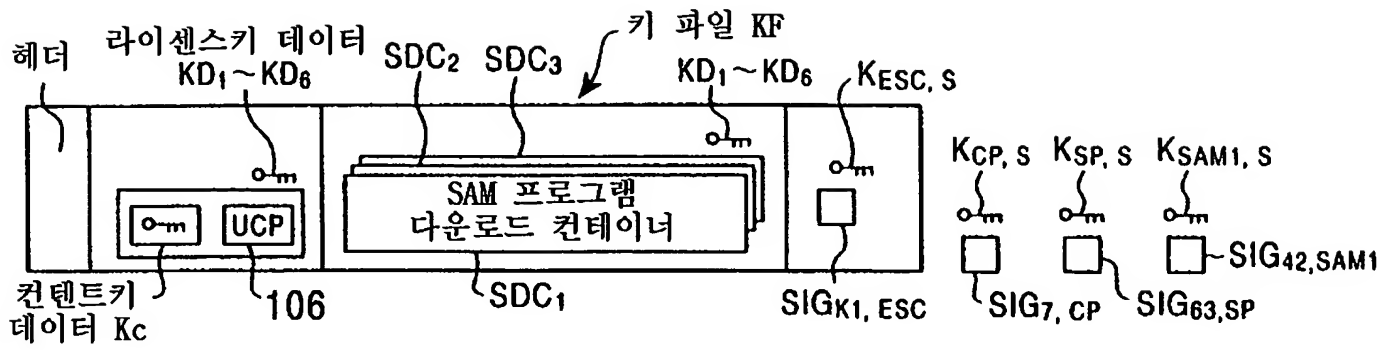 키 파일 KF
헤더
라이센스키 데이터
KD1~KD6
SDC2
SDC3
KD1~KD6
KESC, S
KCP, S
KSP, S
KSAM1, S
UCP
SAM 프로그램
다운로드 컨테이너
컨텐트키
데이터 Kc
106
SDC1
SIGK1, ESC
SIG7, CP
SIG63,SP
SIG42,SAM1